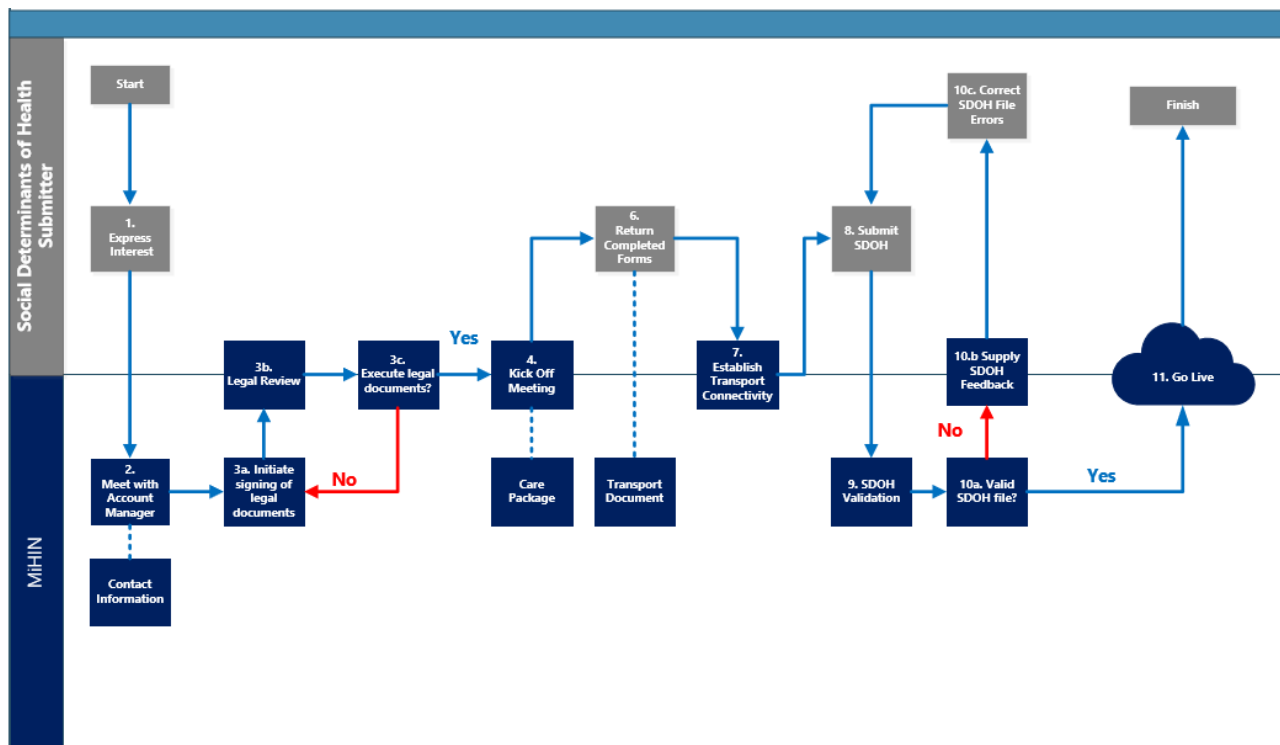 Social Determinants of Health
Submitter
MiHIN
Start
1.
Express
Interest
2.
Meet with
Account
Manager
Contact
Information
3a. Initiate
signing of
legal
documents
3b.
Legal Review
3c.
Execute legal
documents?
No
Yes
4.
Kick Off
Meeting
Care
Package
6.
Return
Completed
Forms
Transport
Document
7.
Establish
Transport
Connectivity
8. Submit
SDOH
9. SDOH
Validation
10a. Valid
SDOH file?
No
10.b Supply
SDOH
Feedback
10c. Correct
SDOH File
Errors
Yes
11. Go Live
Finish